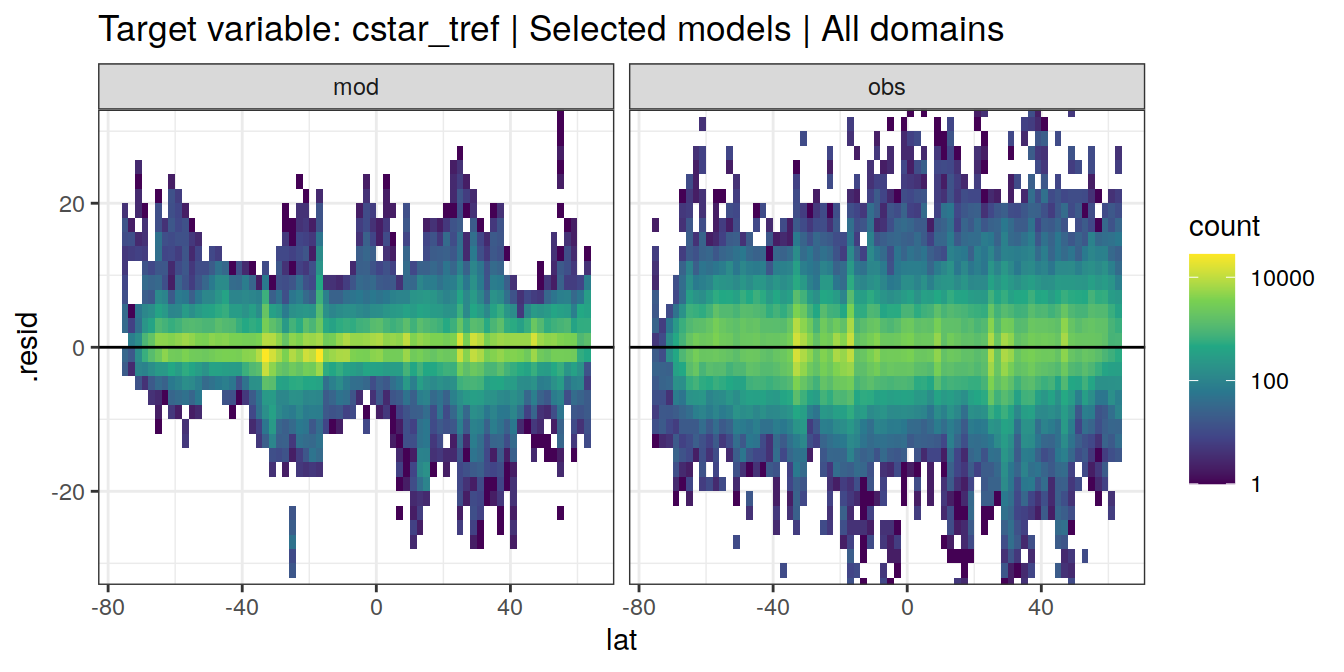 Target variable: cstar_tref | Selected models | All domains
mod
obs
.resid
20
0
-20
-80
-40
0
40
-80
-40
0
40
lat
count
10000
100
1